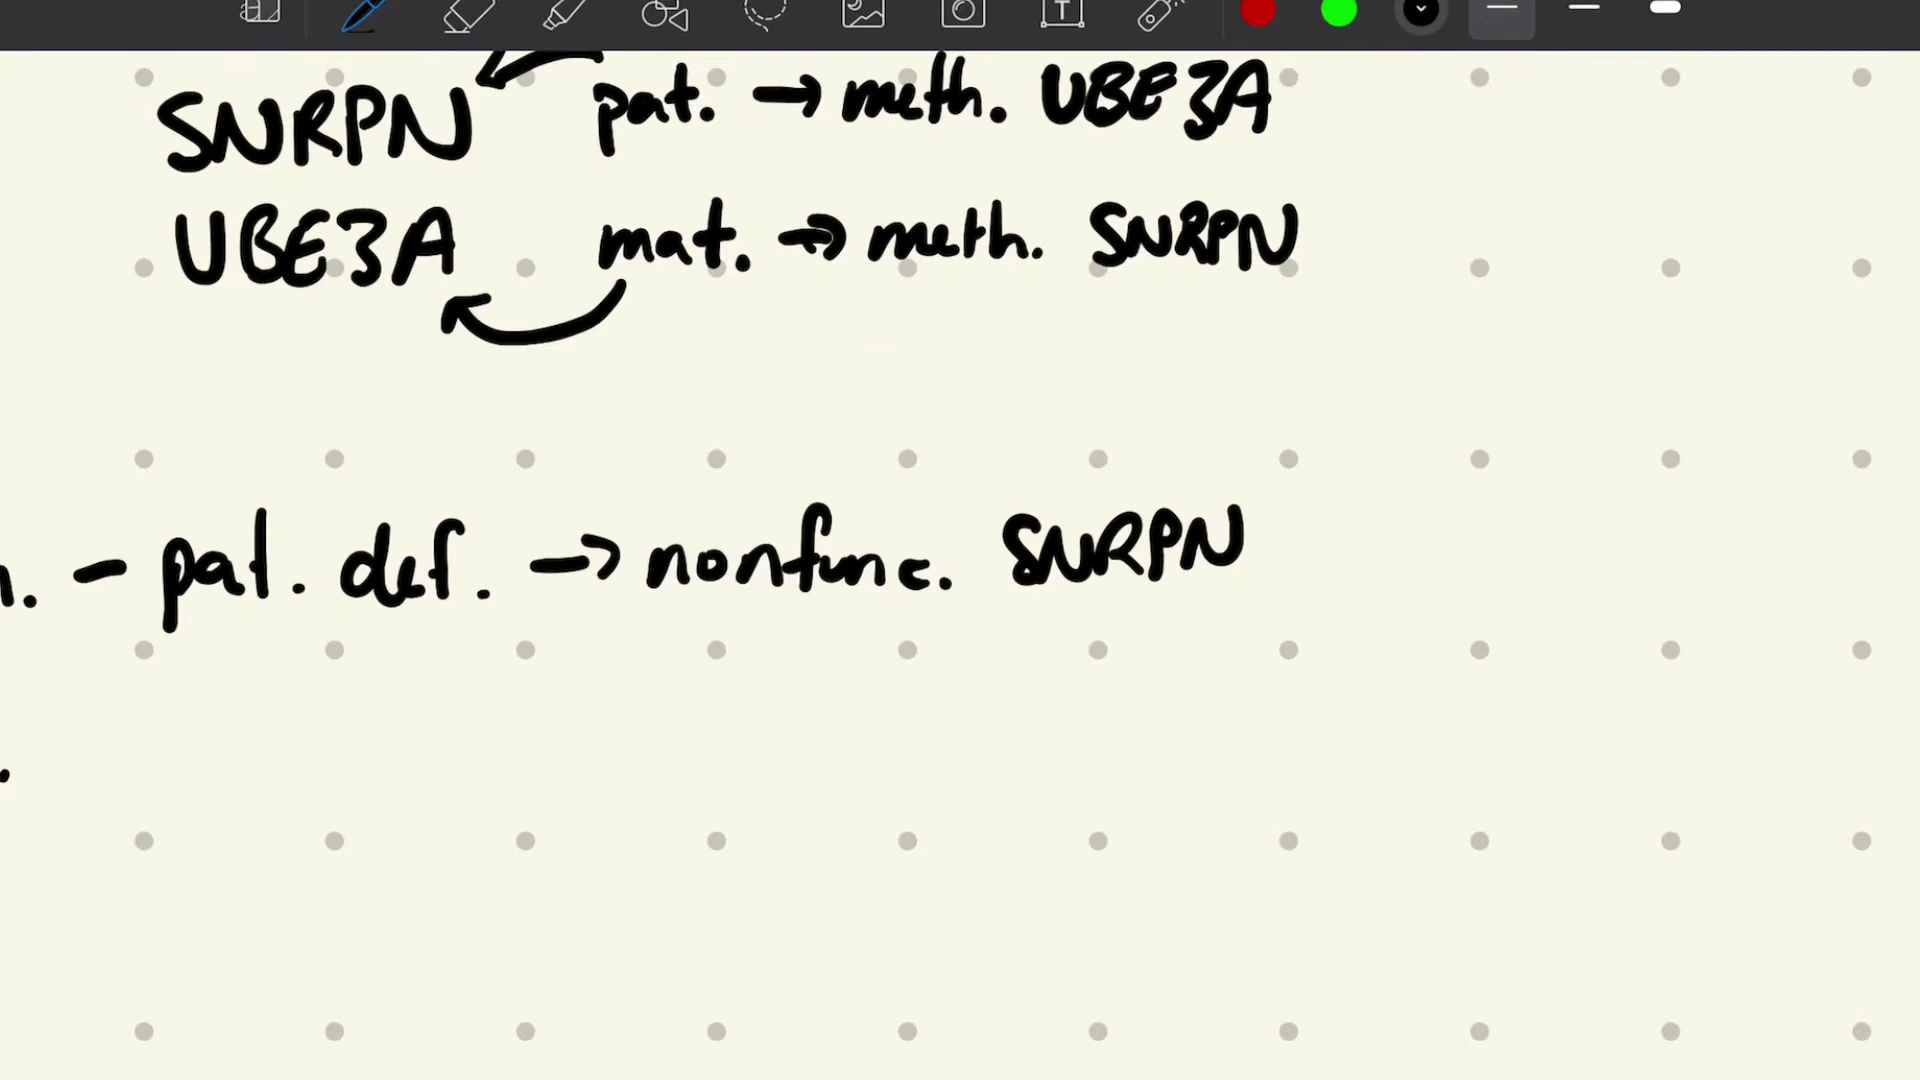 SNRPN pat. → meth. UBE3A
UBE3A mat. → meth. SNRPN
. - pat. def. → nonfunc. SNRPN